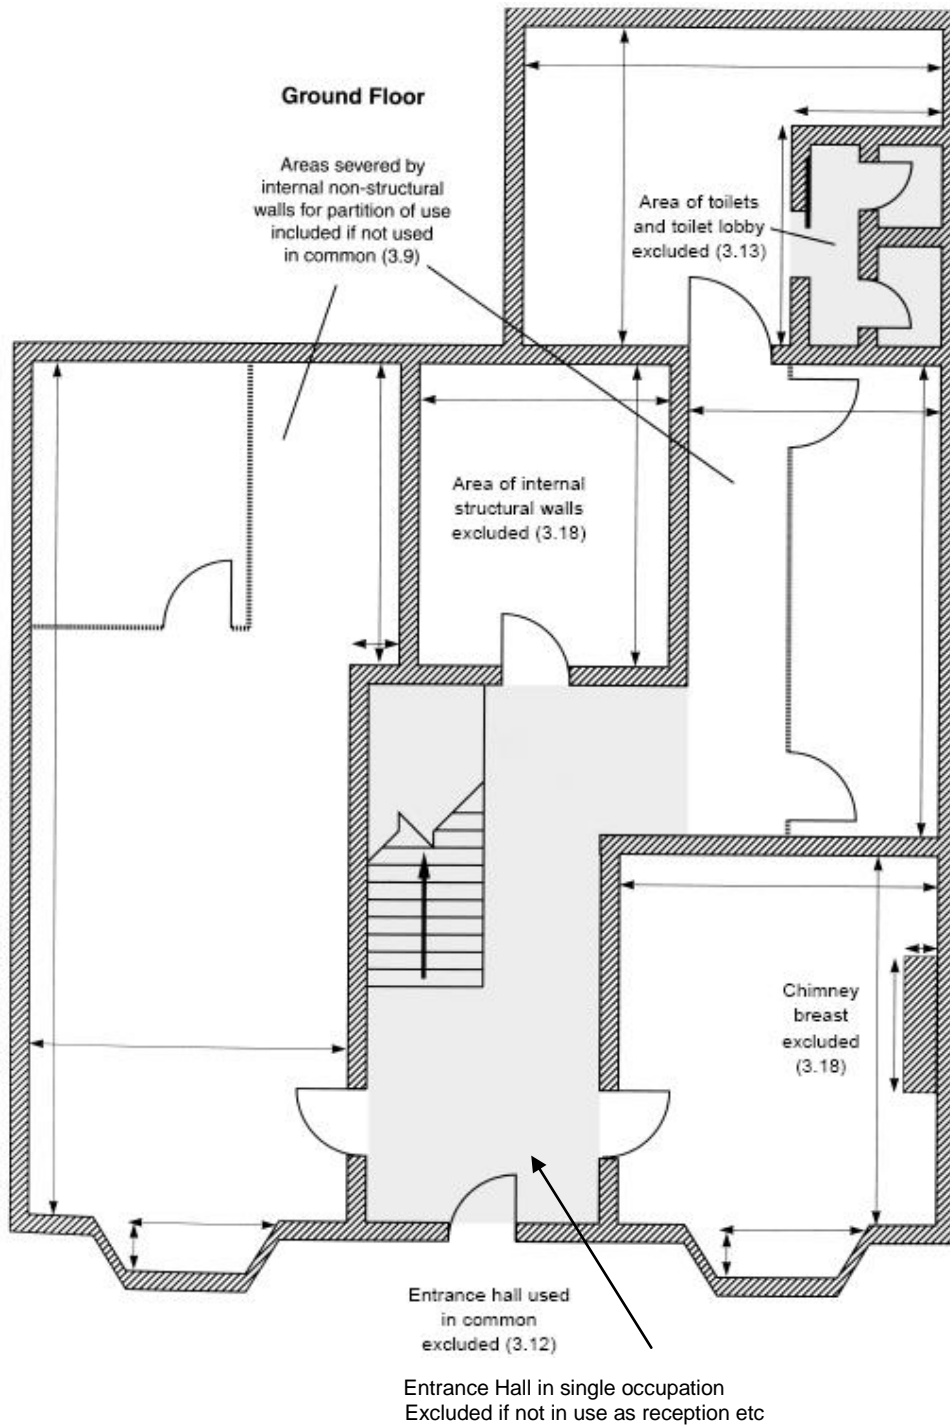 Ground Floor
Areas severed by
internal non-structural
walls for partition of use
included if not used
in common (3.9)
Area of toilets
and toilet lobby
excluded (3.13)
Area of internal
structural walls
excluded (3.18)
Chimney
breast
excluded
(3.18)
Entrance hall used
in common
excluded (3.12)
Entrance Hall in single occupation
Excluded if not in use as reception etc